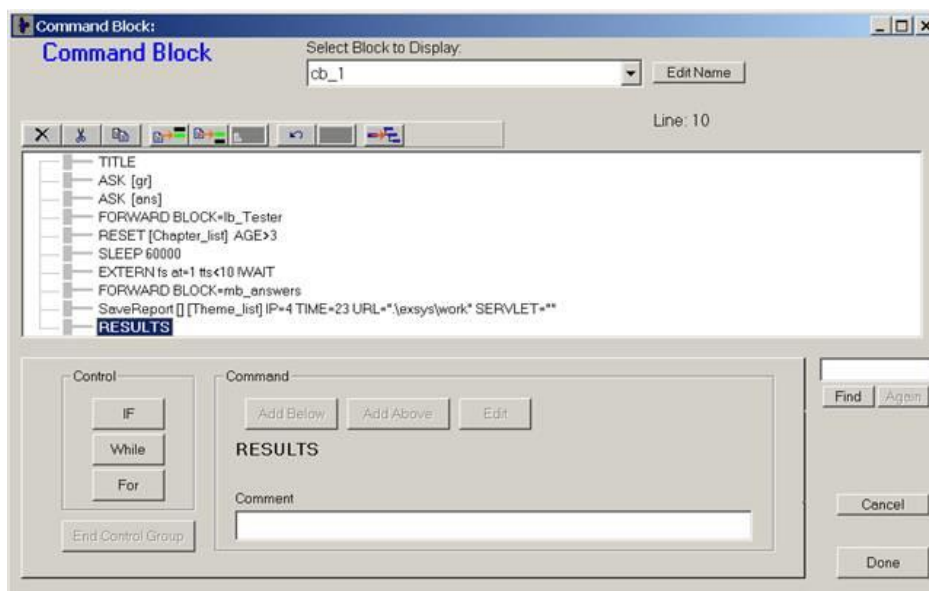 Command Block:
Command Block
Select Block to Display:
cb_1
Edit Name
Line: 10
TITLE
ASK [gr]
ASK [ans]
FORWARD BLOCK=lb_Tester
RESET [Chapter_list] AGE>3
SLEEP 60000
EXTERN fs at=1 tts<10 !WAIT
FORWARD BLOCK=mb_answers
SaveReport [] [Theme_list] IP=4 TIME=23 URL=".\exsys\work" SERVLET=""
RESULTS
Control
IF
While
For
End Control Group
Command
Add Below
Add Above
Edit
RESULTS
Comment
Find
Again
Cancel
Done